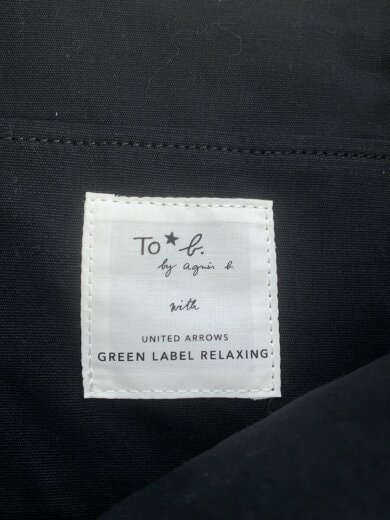 To★b.
by agnès b.
with
UNITED ARROWS
GREEN LABEL RELAXING